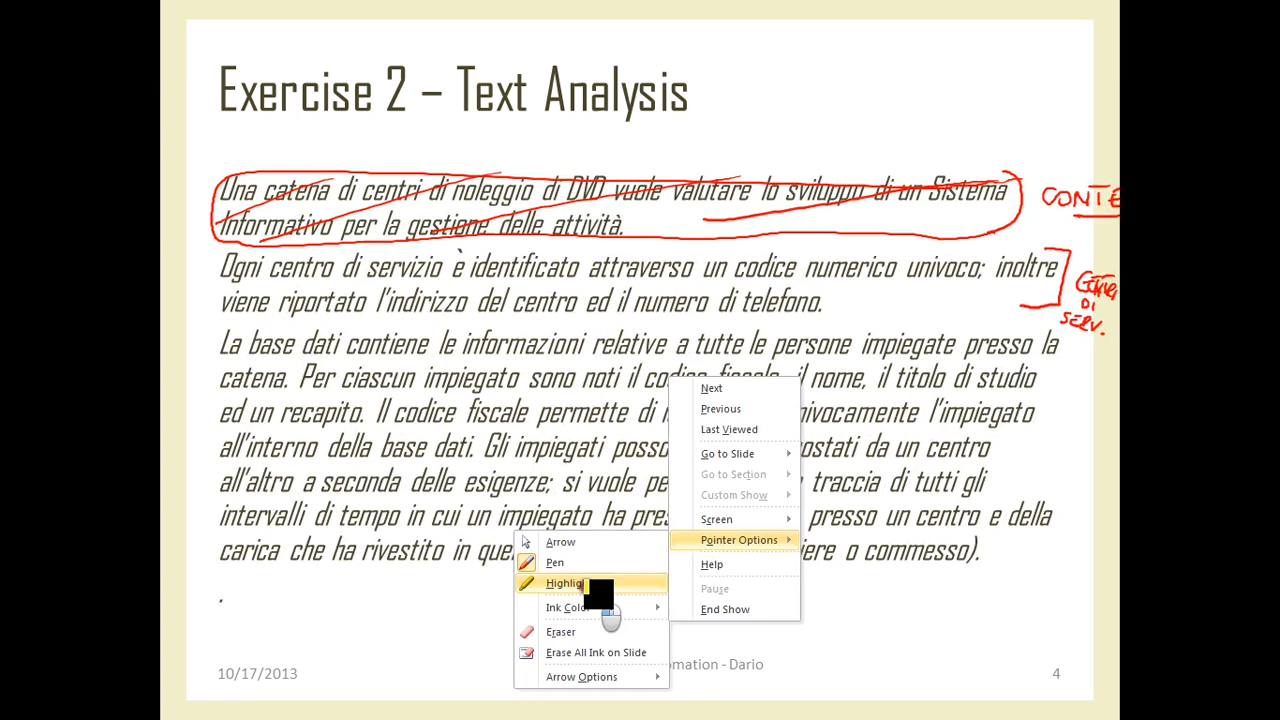 Exercise 2 – Text Analysis
Una catena di centri di noleggio di DVD vuole valutare lo sviluppo di un Sistema
Informativo per la gestione delle attività.
CONTE
Ogni centro di servizio è identificato attraverso un codice numerico univoco; inoltre
viene riportato l'indirizzo del centro ed il numero di telefono.
DI
SERV.
La base dati contiene le informazioni relative a tutte le persone impiegate presso la
catena. Per ciascun impiegato sono noti il codice fiscale, il nome, il titolo di studio
ed un recapito. Il codice fiscale permette di nivocamente l'impiegato
all'interno della base dati. Gli impiegati posso ostati da un centro
all'altro a seconda delle esigenze; si vuole pe traccia di tutti gli
intervalli di tempo in cui un impiegato ha pres presso un centro e della
carica che ha rivestito in que iere o commesso).
.
Next
Previous
Last Viewed
Go to Slide
Go to Section
Custom Show
Screen
Pointer Options
Help
Pause
End Show
Arrow
Pen
Highlig
Ink Colo
Eraser
Erase All Ink on Slide
Arrow Options
10/17/2013
mation - Dario
4